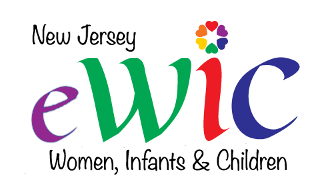 New Jersey
eWiC
Women, Infants & Children